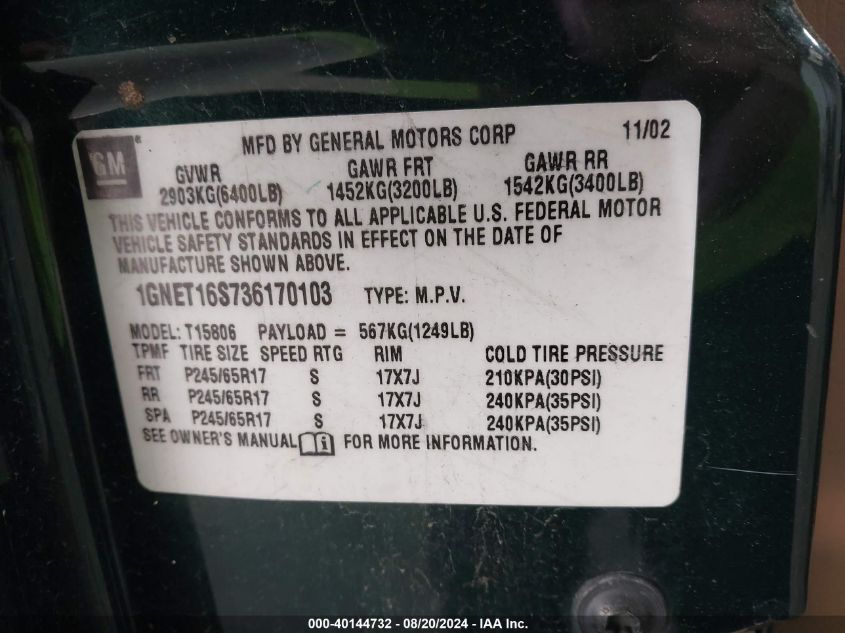 GM®
MFD BY GENERAL MOTORS CORP 11/02
GVWR GAWR FRT GAWR RR
2903KG(6400LB) 1452KG(3200LB) 1542KG(3400LB)
THIS VEHICLE CONFORMS TO ALL APPLICABLE U.S. FEDERAL MOTOR
VEHICLE SAFETY STANDARDS IN EFFECT ON THE DATE OF
MANUFACTURE SHOWN ABOVE.
1GNET16S736170103 TYPE: M.P.V.
MODEL: T15806 PAYLOAD = 567KG(1249LB)
TPMF TIRE SIZE SPEED RTG RIM COLD TIRE PRESSURE
FRT P245/65R17 S 17X7J 210KPA(30PSI)
RR P245/65R17 S 17X7J 240KPA(35PSI)
SPA P245/65R17 S 17X7J 240KPA(35PSI)
SEE OWNER'S MANUAL i FOR MORE INFORMATION.
000-40144732 - 08/20/2024 - IAA Inc.